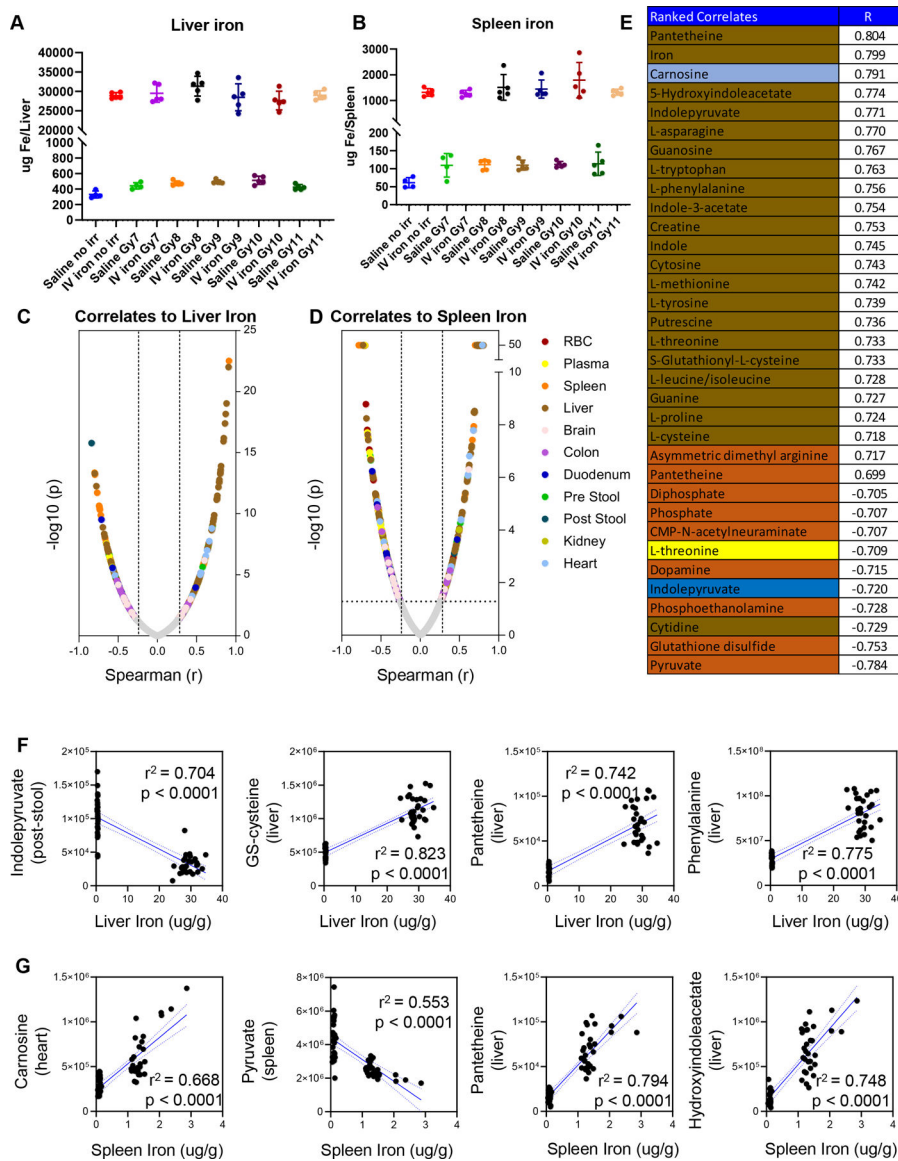 A
Liver iron
ug Fe/Liver
40000
35000
30000
25000
20000
1000
800
600
400
200
0
Saline no irr
IV iron no irr
Saline Gy7
IV iron Gy7
Saline Gy8
IV iron Gy8
Saline Gy9
IV iron Gy9
Saline Gy10
IV iron Gy10
Saline Gy11
IV iron Gy11
B
Spleen iron
ug Fe/Spleen
3000
2000
1000
200
150
100
50
0
Saline no irr
IV iron no irr
Saline Gy7
IV iron Gy7
Saline Gy8
IV iron Gy8
Saline Gy9
IV iron Gy9
Saline Gy10
IV iron Gy10
Saline Gy11
IV iron Gy11
C
Correlates to Liver Iron
25
20
15
10
5
0
-log10 (p)
-1.0 -0.5 0.0 0.5 1.0
Spearman (r)
D
Correlates to Spleen Iron
50
10
8
6
4
2
0
-log10 (p)
-1.0 -0.5 0.0 0.5 1.0
Spearman (r)
RBC
Plasma
Spleen
Liver
Brain
Colon
Duodenum
Pre Stool
Post Stool
Kidney
Heart
E
Ranked Correlates R
Pantetheine 0.804
Iron 0.799
Carnosine 0.791
5-Hydroxyindoleacetate 0.774
Indolepyruvate 0.771
L-asparagine 0.770
Guanosine 0.767
L-tryptophan 0.763
L-phenylalanine 0.756
Indole-3-acetate 0.754
Creatine 0.753
Indole 0.745
Cytosine 0.743
L-methionine 0.742
L-tyrosine 0.739
Putrescine 0.736
L-threonine 0.733
S-Glutathionyl-L-cysteine 0.733
L-leucine/isoleucine 0.728
Guanine 0.727
L-proline 0.724
L-cysteine 0.718
Asymmetric dimethyl arginine 0.717
Pantetheine 0.699
Diphosphate -0.705
Phosphate -0.707
CMP-N-acetylneuraminate -0.707
L-threonine -0.709
Dopamine -0.715
Indolepyruvate -0.720
Phosphoethanolamine -0.728
Cytidine -0.729
Glutathione disulfide -0.753
Pyruvate -0.784
F
Indolepyruvate
(post-stool)
2×10⁵
1.5×10⁵
1×10⁵
5×10⁴
0
r² = 0.704
p < 0.0001
0 10 20 30 40
Liver Iron (ug/g)
GS-cysteine
(liver)
2×10⁶
1.5×10⁶
1×10⁶
5×10⁵
0
r² = 0.823
p < 0.0001
0 10 20 30 40
Liver Iron (ug/g)
Pantetheine
(liver)
1.5×10⁵
1×10⁵
5×10⁴
0
r² = 0.742
p < 0.0001
0 10 20 30 40
Liver Iron (ug/g)
Phenylalanine
(liver)
1.5×10⁸
1×10⁸
5×10⁷
0
r² = 0.775
p < 0.0001
0 10 20 30 40
Liver Iron (ug/g)
G
Carnosine
(heart)
1.5×10⁶
1×10⁶
5×10⁵
0
r² = 0.668
p < 0.0001
0 1 2 3 4
Spleen Iron (ug/g)
Pyruvate
(spleen)
8×10⁶
6×10⁶
4×10⁶
2×10⁶
0
r² = 0.553
p < 0.0001
0 1 2 3 4
Spleen Iron (ug/g)
Pantetheine
(liver)
1.5×10⁵
1×10⁵
5×10⁴
0
r² = 0.794
p < 0.0001
0 1 2 3 4
Spleen Iron (ug/g)
Hydroxyindoleacetate
(liver)
1.5×10⁶
1×10⁶
5×10⁵
0
r² = 0.748
p < 0.0001
0 1 2 3 4
Spleen Iron (ug/g)